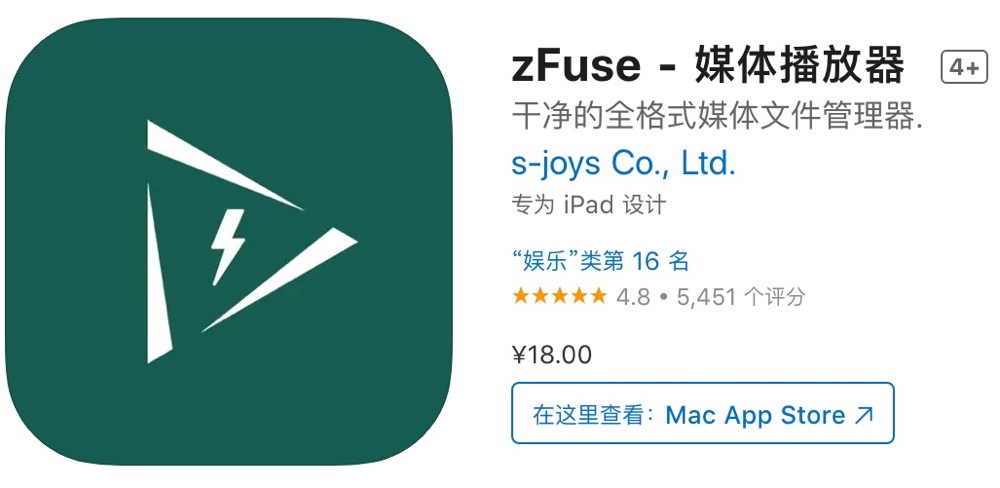 zFuse - 媒体播放器 4+
干净的全格式媒体文件管理器.
s-joys Co., Ltd.
专为 iPad 设计
“娱乐”类第 16 名
★★★★★ 4.8 • 5,451 个评分
¥18.00
在这里查看：Mac App Store ↗